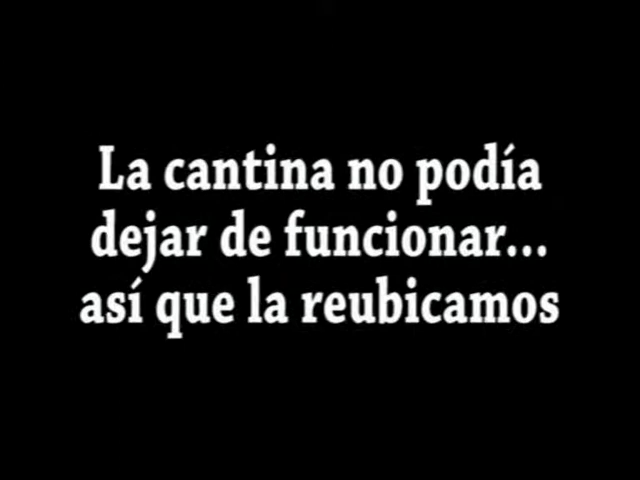 La cantina no podía
dejar de funcionar...
así que la reubicamos